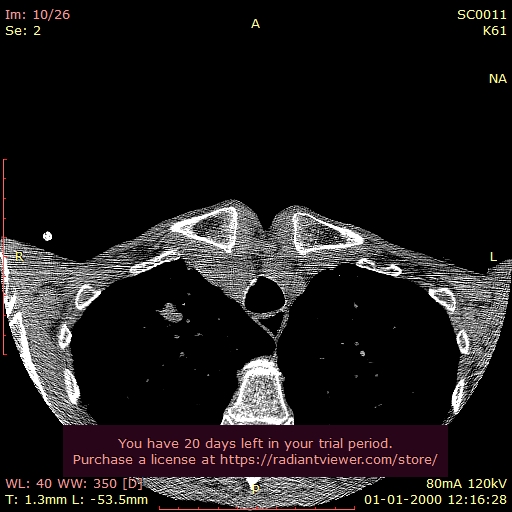 Im: 10/26
Se: 2
A
SC0011
K61
NA
R
L
You have 20 days left in your trial period.
Purchase a license at https://radiantviewer.com/store/
WL: 40 WW: 350 [D]
T: 1.3mm L: -53.5mm
P
80mA 120kV
01-01-2000 12:16:28